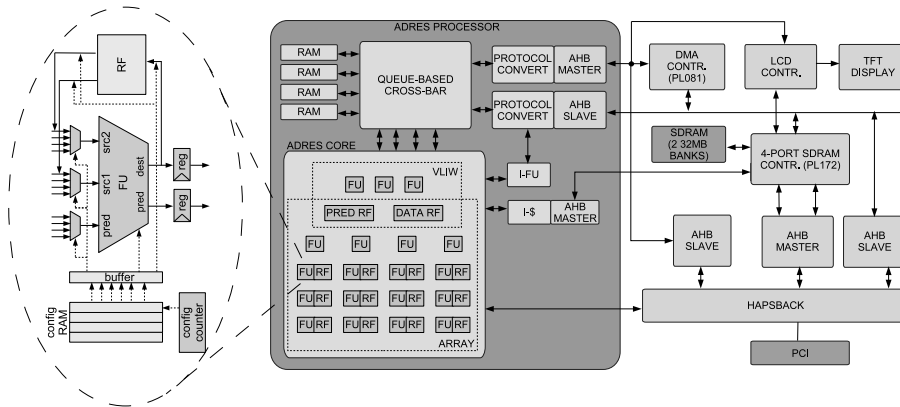 RF
src2
FU
src1
pred
dest
pred
reg
reg
buffer
config
RAM
config
counter
ADRES PROCESSOR
RAM
RAM
RAM
RAM
QUEUE-BASED
CROSS-BAR
PROTOCOL
CONVERT
AHB
MASTER
PROTOCOL
CONVERT
AHB
SLAVE
ADRES CORE
VLIW
FU FU FU
PRED RF DATA RF
FU FU FU FU
FU RF FU RF FU RF FU RF
FU RF FU RF FU RF FU RF
FU RF FU RF FU RF FU RF
ARRAY
I-FU
I-$
AHB
MASTER
DMA
CONTR.
(PL081)
LCD
CONTR.
TFT
DISPLAY
SDRAM
(2 32MB
BANKS)
4-PORT SDRAM
CONTR. (PL172)
AHB
SLAVE
AHB
MASTER
AHB
SLAVE
HAPSBACK
PCI